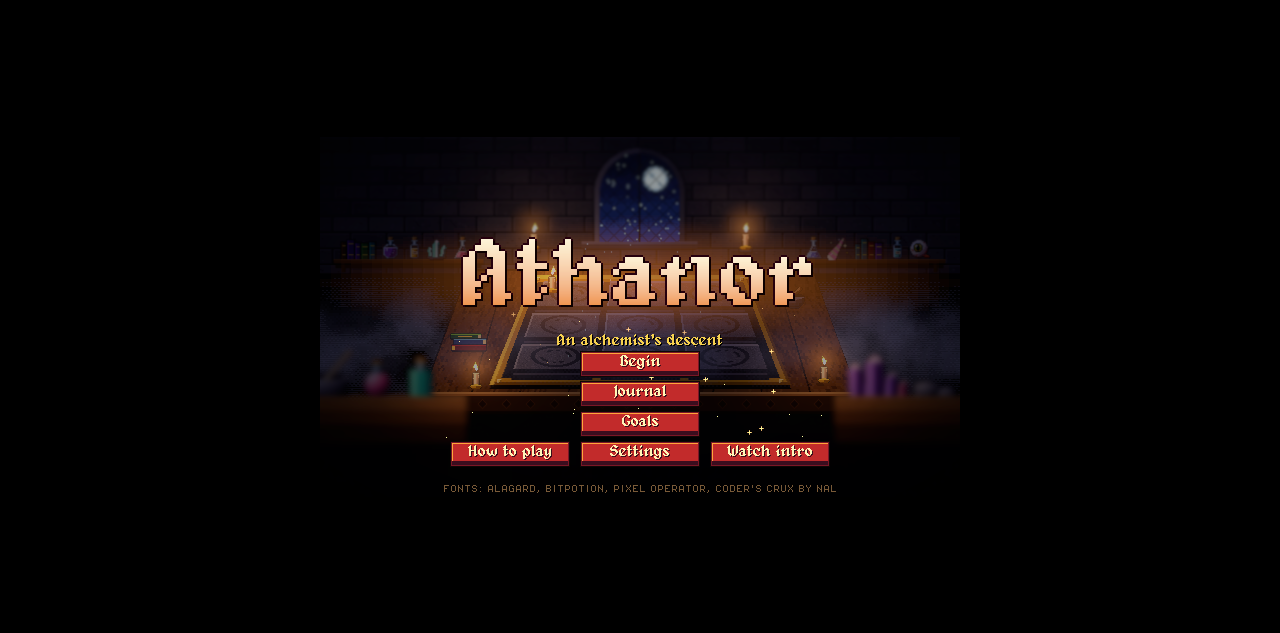 Athanor
An alchemist's descent
Begin
Journal
Goals
How to play
Settings
Watch intro
FONTS: ALAGARD, BITPOTION, PIXEL OPERATOR, CODER'S CRUX BY NAL